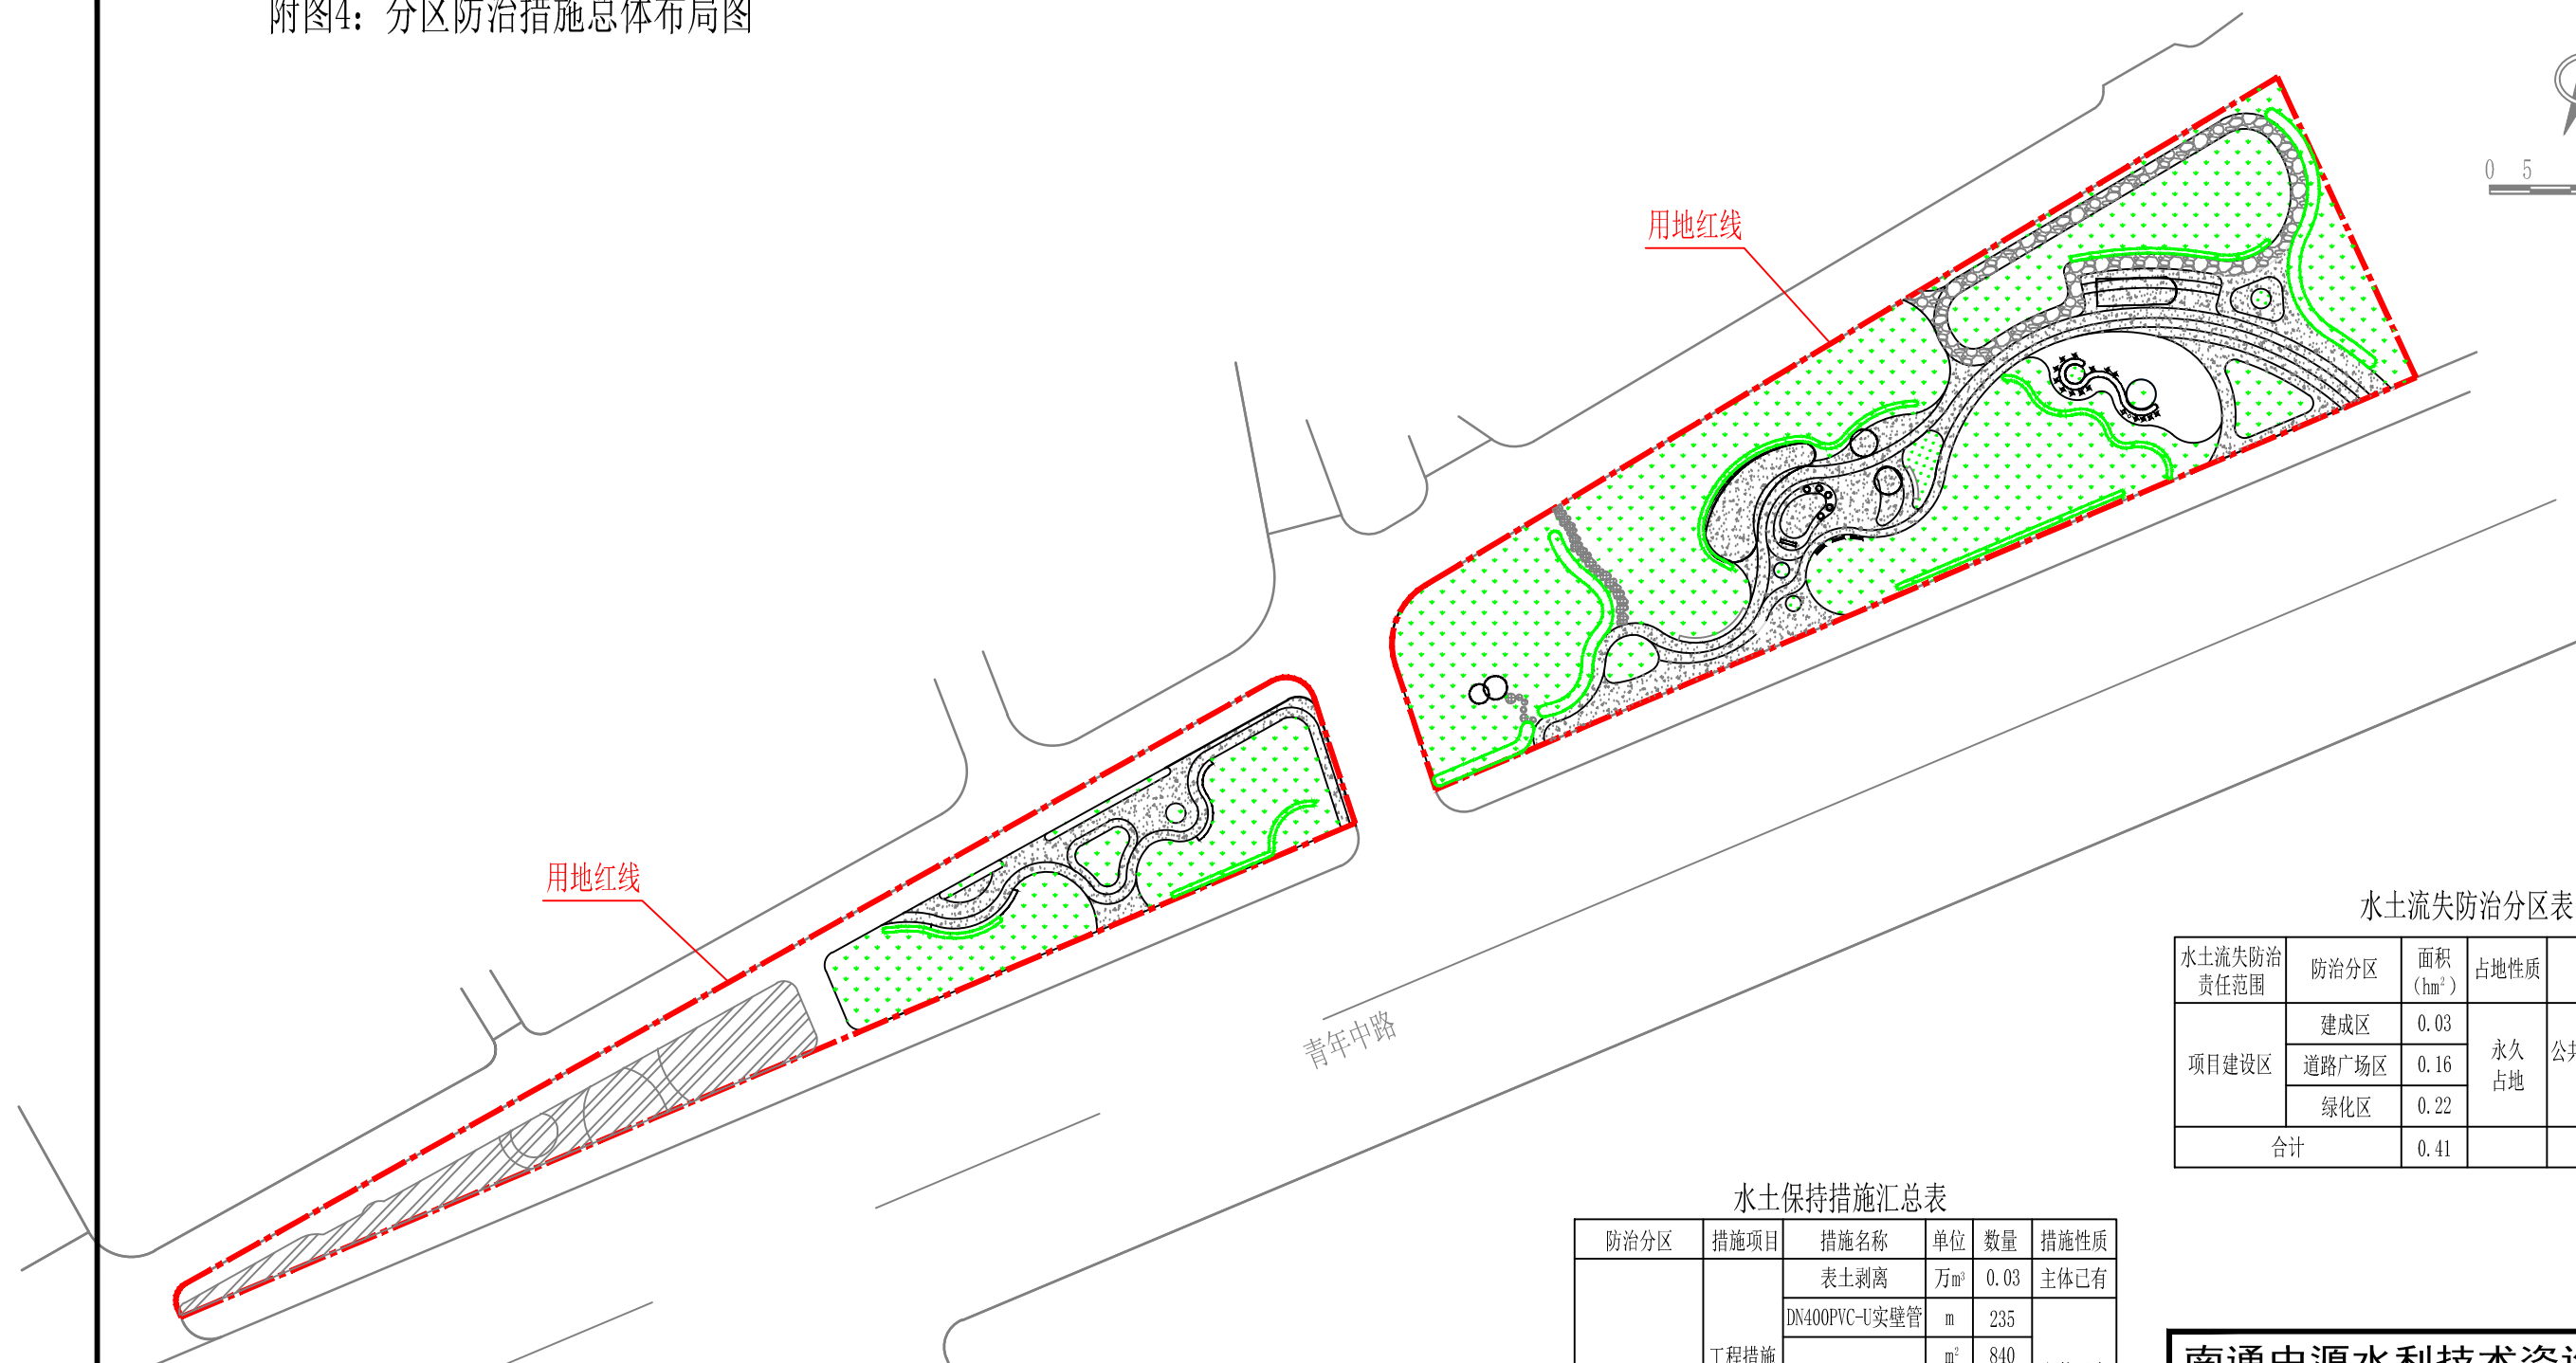 附图4：分区防治措施总体布局图
0 5
用地红线
用地红线
青年中路
水土流失防治分区表
水土流失防治责任范围 防治分区 面积(hm²) 占地性质
项目建设区 建成区 0.03 永久占地
道路广场区 0.16
绿化区 0.22
合计 0.41
水土保持措施汇总表
防治分区 措施项目 措施名称 单位 数量 措施性质
表土剥离 万m³ 0.03 主体已有
DN400PVC-U实壁管 m 235
工程措施 m² 840